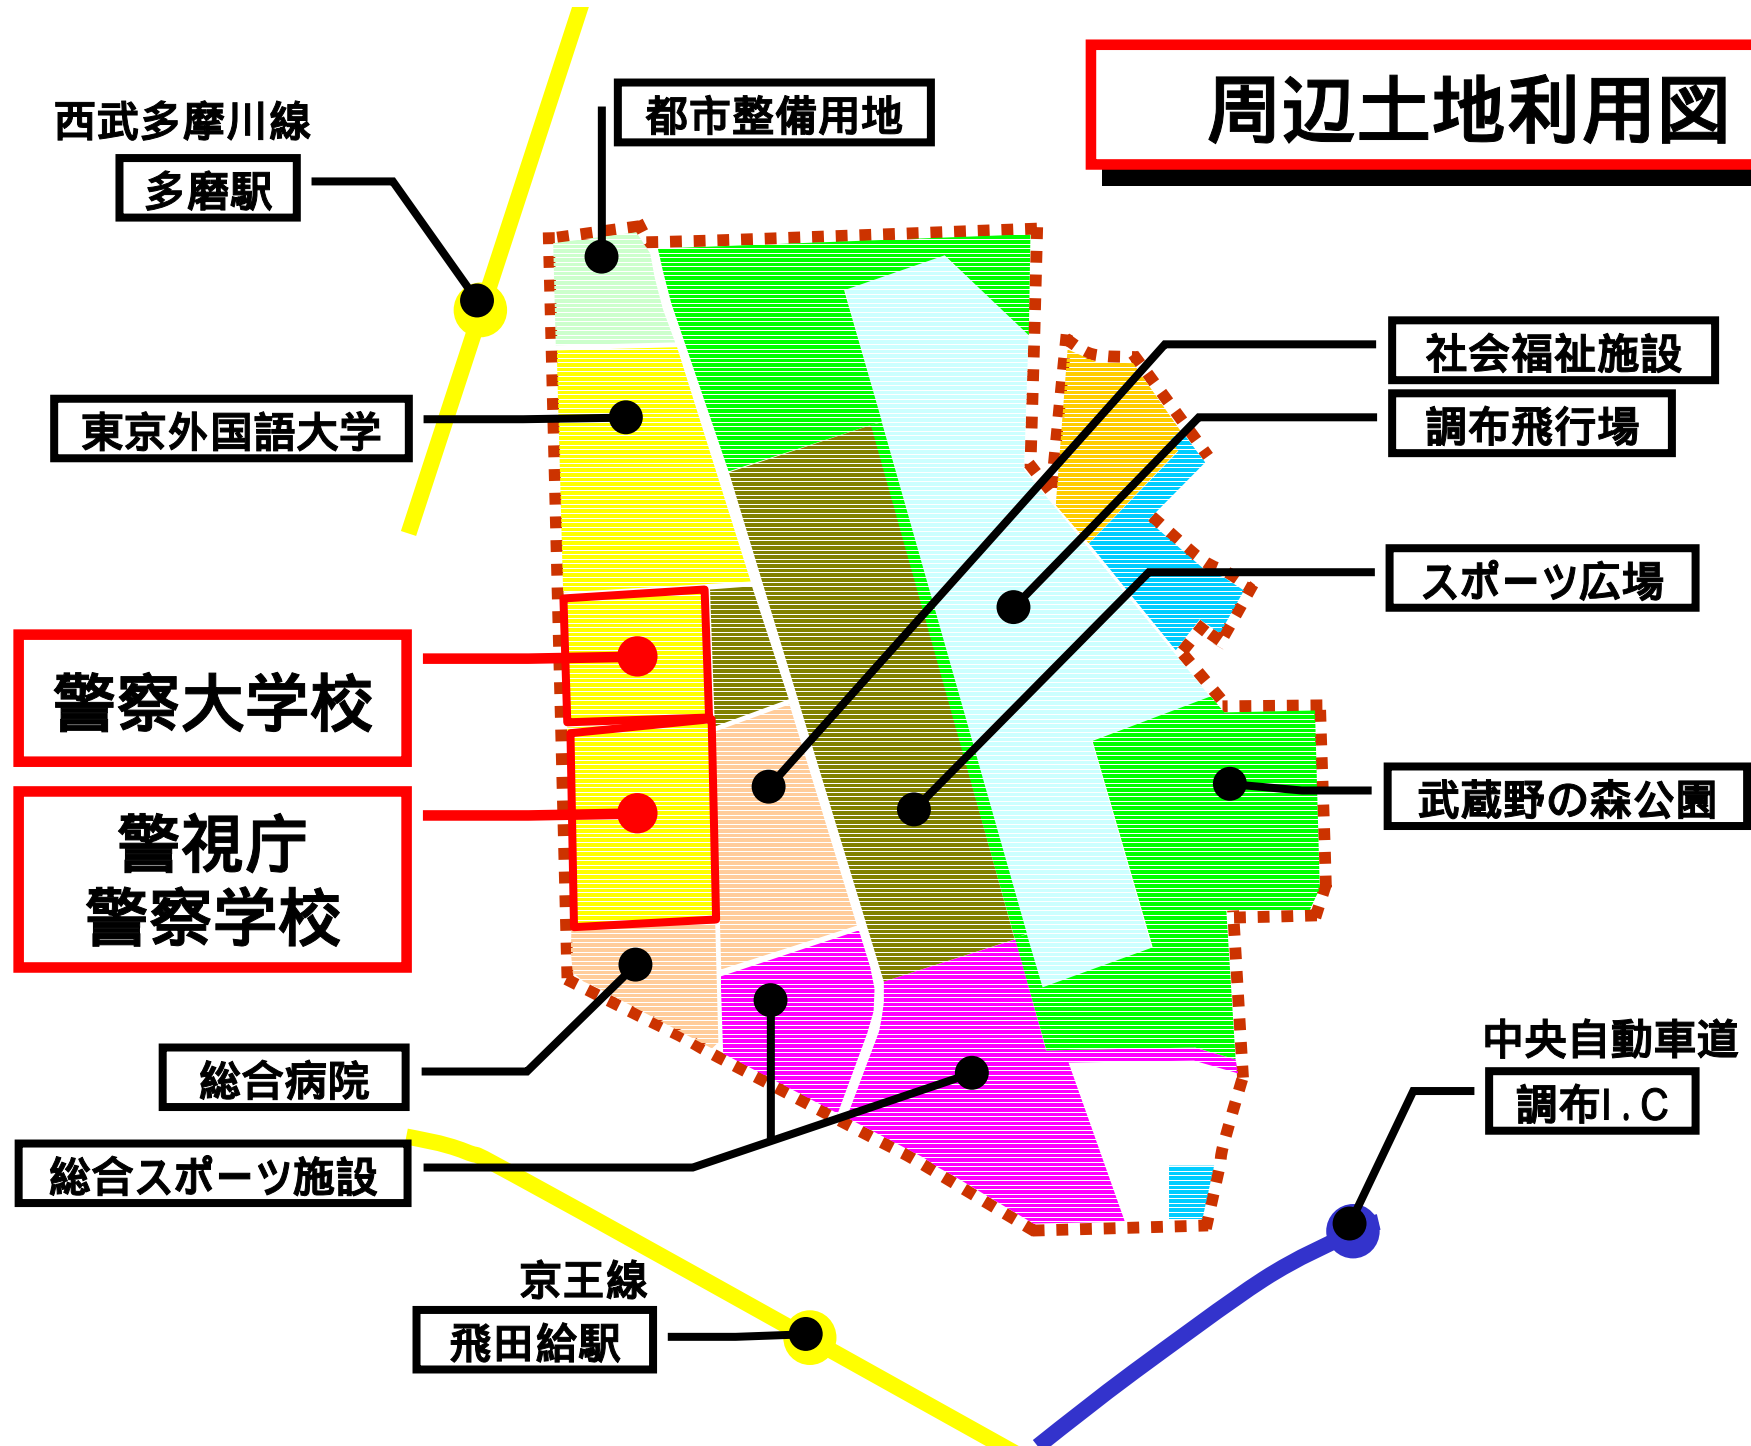 周辺土地利用図
西武多摩川線
多磨駅
都市整備用地
東京外国語大学
社会福祉施設
調布飛行場
スポーツ広場
警察大学校
武蔵野の森公園
警視庁
警察学校
総合病院
総合スポーツ施設
中央自動車道
調布I.C
京王線
飛田給駅